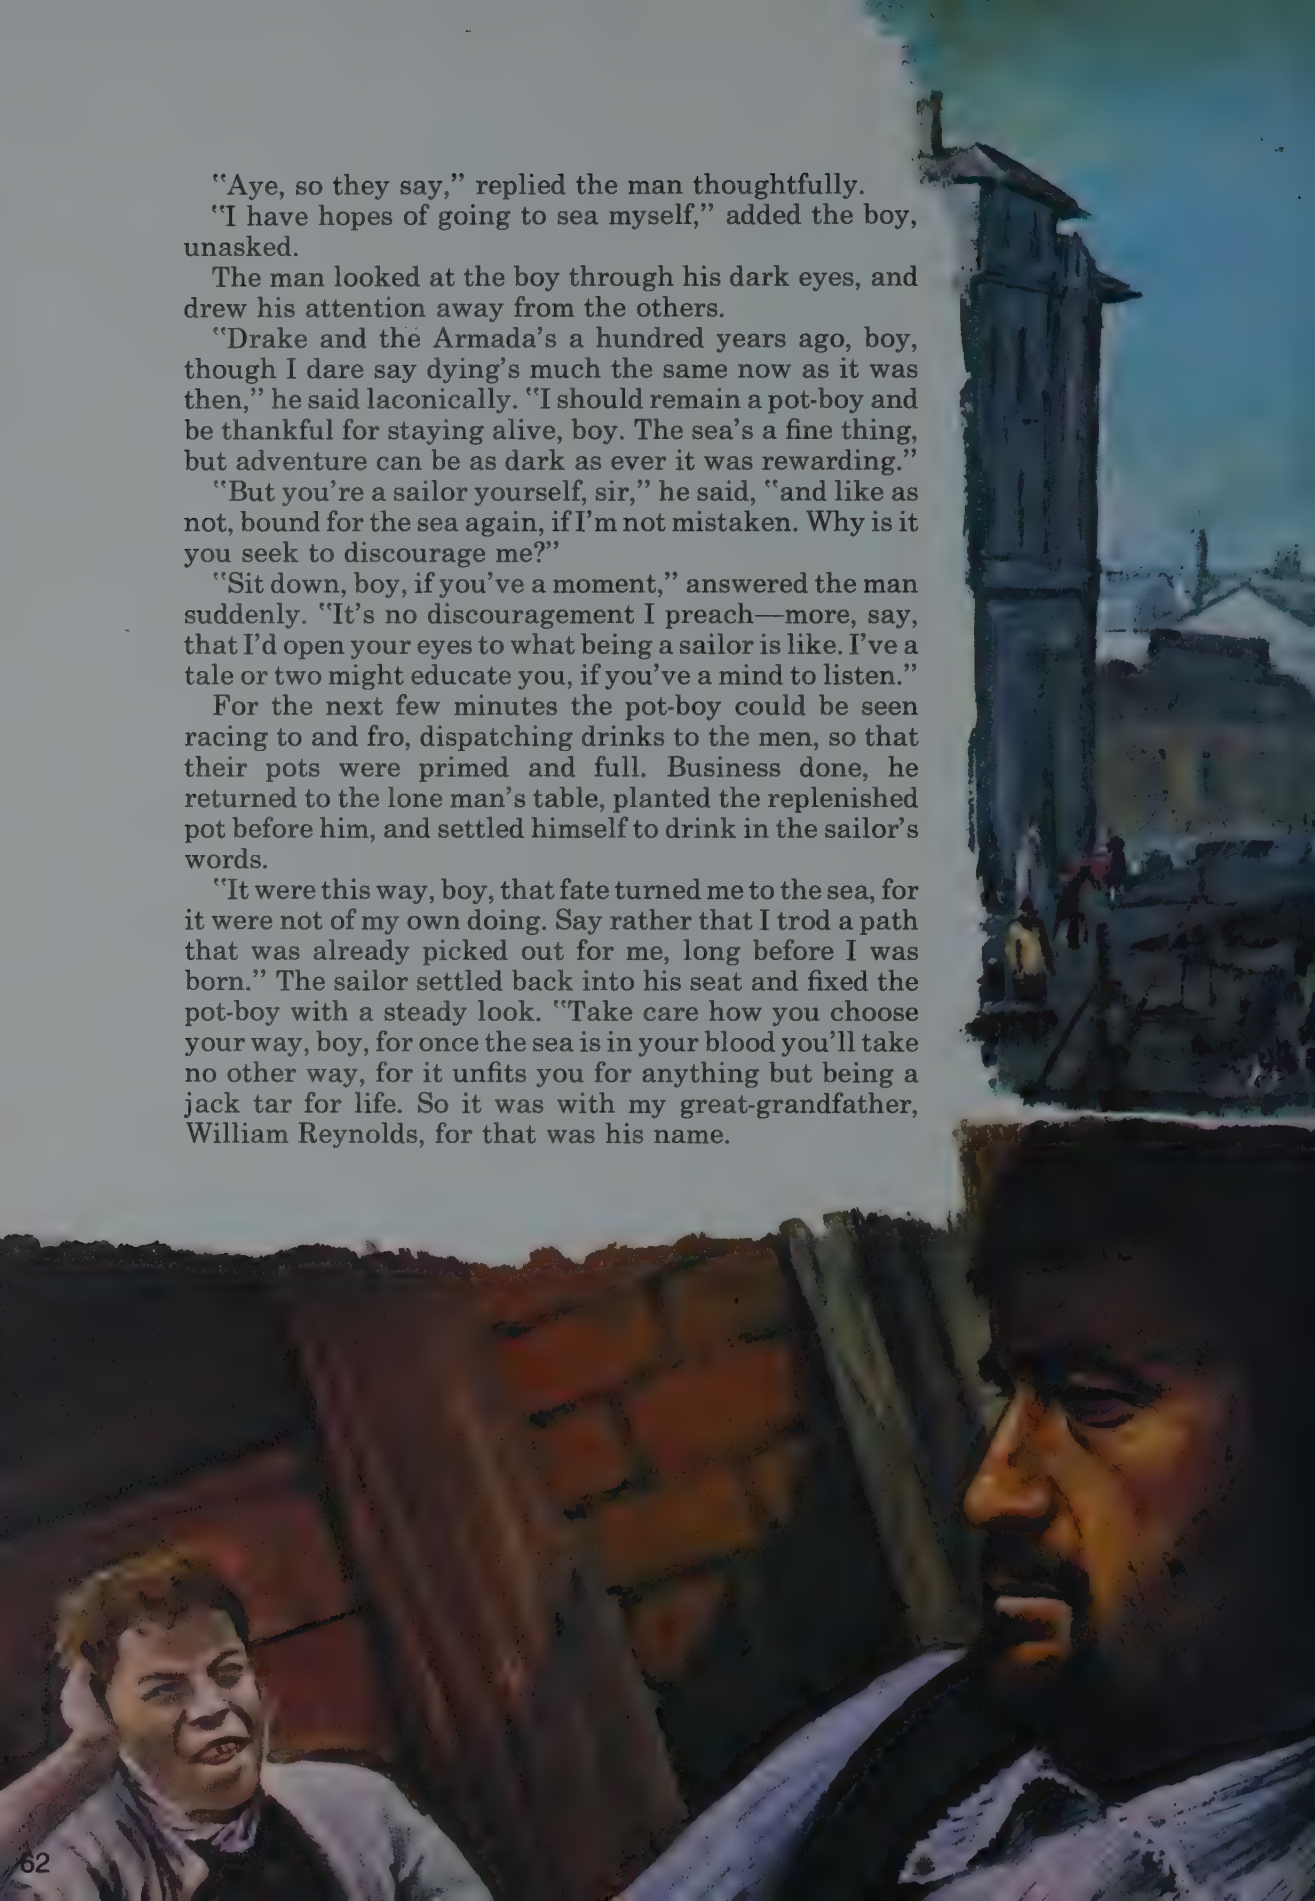 "Aye, so they say," replied the man thoughtfully.
"I have hopes of going to sea myself," added the boy,
unasked.
The man looked at the boy through his dark eyes, and
drew his attention away from the others.
"Drake and the Armada's a hundred years ago, boy,
though I dare say dying's much the same now as it was
then," he said laconically. "I should remain a pot-boy and
be thankful for staying alive, boy. The sea's a fine thing,
but adventure can be as dark as ever it was rewarding."
"But you're a sailor yourself, sir," he said, "and like as
not, bound for the sea again, if I'm not mistaken. Why is it
you seek to discourage me?"
"Sit down, boy, if you've a moment," answered the man
suddenly. "It's no discouragement I preach—more, say,
that I'd open your eyes to what being a sailor is like. I've a
tale or two might educate you, if you've a mind to listen."
For the next few minutes the pot-boy could be seen
racing to and fro, dispatching drinks to the men, so that
their pots were primed and full. Business done, he
returned to the lone man's table, planted the replenished
pot before him, and settled himself to drink in the sailor's
words.
"It were this way, boy, that fate turned me to the sea, for
it were not of my own doing. Say rather that I trod a path
that was already picked out for me, long before I was
born." The sailor settled back into his seat and fixed the
pot-boy with a steady look. "Take care how you choose
your way, boy, for once the sea is in your blood you'll take
no other way, for it unfits you for anything but being a
jack tar for life. So it was with my great-grandfather,
William Reynolds, for that was his name.
62